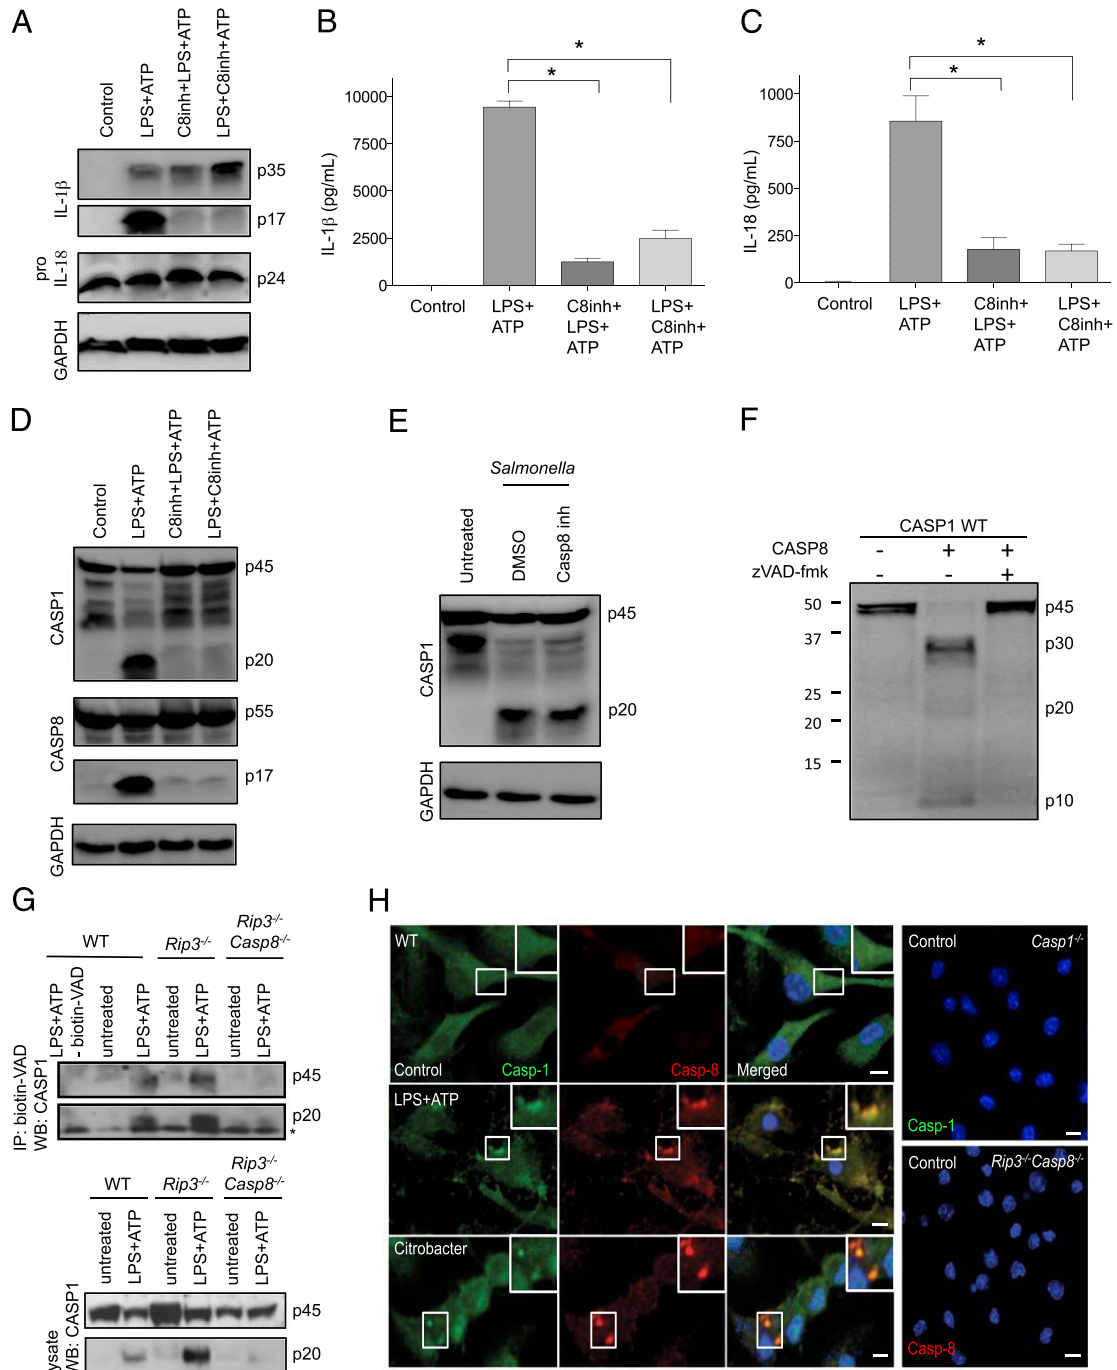 A
Control
LPS+ATP
C8inh+LPS+ATP
LPS+C8inh+ATP
IL-1β
p35
p17
pro
IL-18
p24
GAPDH
B
IL-1β (pg/mL)
10000
7500
5000
2500
0
*
*
Control
LPS+
ATP
C8inh+
LPS+
ATP
LPS+
C8inh+
ATP
C
IL-18 (pg/mL)
1000
750
500
250
0
*
*
Control
LPS+
ATP
C8inh+
LPS+
ATP
LPS+
C8inh+
ATP
D
Control
LPS+ATP
C8inh+LPS+ATP
LPS+C8inh+ATP
CASP1
p45
p20
CASP8
p55
p17
GAPDH
E
Salmonella
Untreated
DMSO
Casp8 inh
CASP1
p45
p20
GAPDH
F
CASP1 WT
CASP8 - + +
zVAD-fmk - - +
50
37
25
20
15
p45
p30
p20
p10
G
WT
Rip3-/-
Rip3-/-
Casp8-/-
LPS+ATP
- biotin-VAD
untreated
LPS+ATP
untreated
LPS+ATP
untreated
LPS+ATP
IP: biotin-VAD
WB: CASP1
p45
p20
*
WT
Rip3-/-
Rip3-/-
Casp8-/-
untreated
LPS+ATP
untreated
LPS+ATP
untreated
LPS+ATP
ysate
WB: CASP1
p45
p20
H
WT
Control
Casp-1
Casp-8
Merged
LPS+ATP
Citrobacter
Control
Casp1-/-
Casp-1
Control
Rip3-/-Casp8-/-
Casp-8